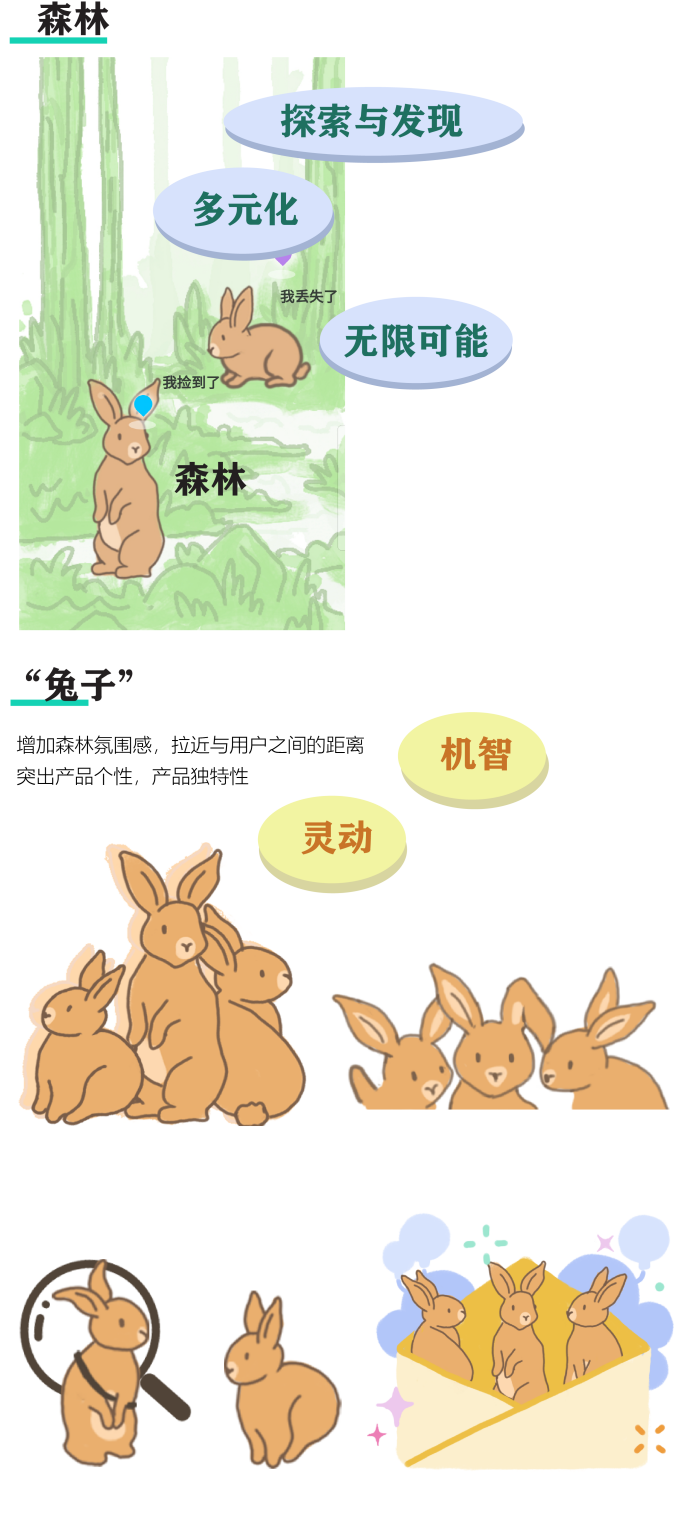 森林
探索与发现
多元化
我丢失了
无限可能
我捡到了
森林
“兔子”
增加森林氛围感，拉近与用户之间的距离
突出产品个性，产品独特性
机智
灵动